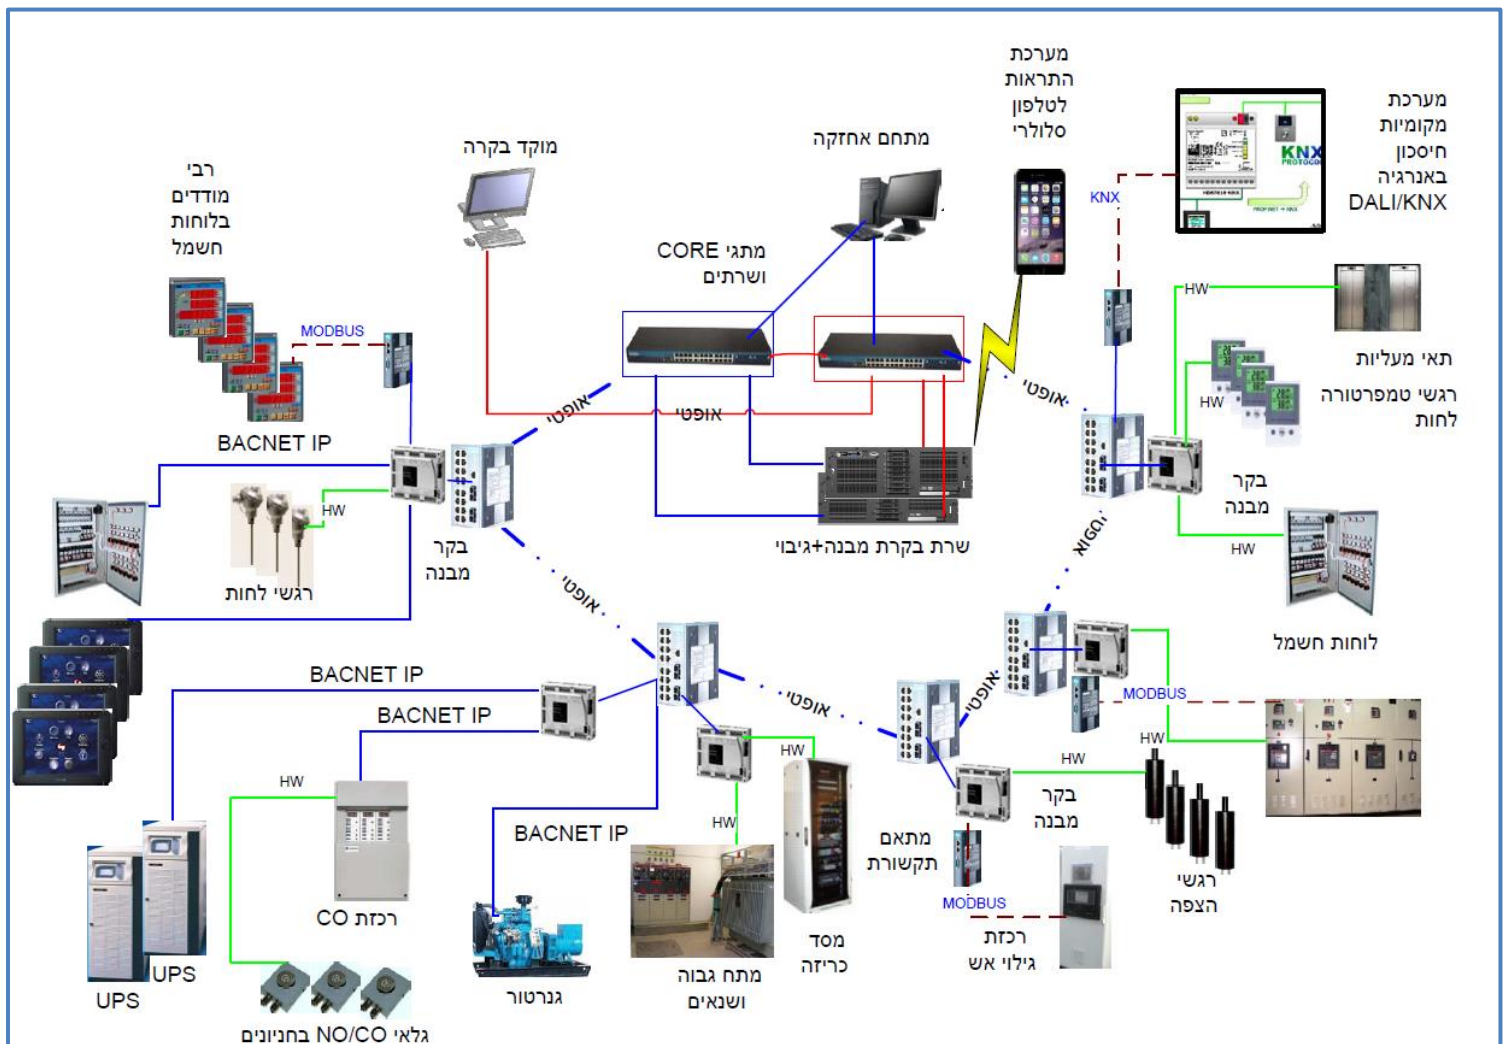 מערכת
התראות
לטלפון
סלולרי
מערכת
מקומיות
חיסכון
באנרגיה
DALI/KNX
KNX
PROTOCOL
KNX
מתחם אחזקה
מוקד בקרה
רבי
מודדים
בלוחות
חשמל
מתגי CORE
ושרתים
MODBUS
HW
תאי מעליות
רגשי טמפרטורה
לחות
HW
אופטי
אופטי
אופטי
BACNET IP
בקר
מבנה
HW
שרת בקרת מבנה+גיבוי
HW
בקר
מבנה
רגשי לחות
אופטי
אופטי
לוחות חשמל
BACNET IP
BACNET IP
אופטי
אופטי
MODBUS
HW
HW
HW
HW
HW
BACNET IP
בקר
מבנה
מתאם
תקשורת
MODBUS
רגשי
הצפה
רכזת CO
מסד
כריזה
רכזת
גילוי אש
UPS
UPS
גנרטור
מתח גבוה
ושנאים
גלאי NO/CO בחניונים